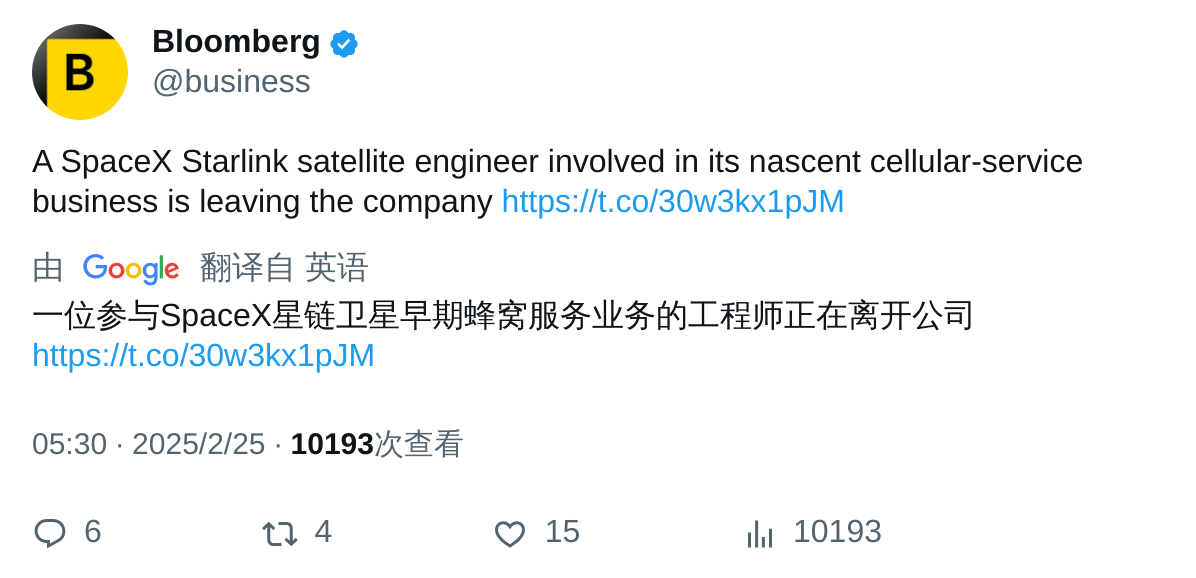 B
Bloomberg
@business
A SpaceX Starlink satellite engineer involved in its nascent cellular-service
business is leaving the company https://t.co/30w3kx1pJM
由 Google 翻译自 英语
一位参与SpaceX星链卫星早期蜂窝服务业务的工程师正在离开公司
https://t.co/30w3kx1pJM
05:30 · 2025/2/25 · 10193次查看
6 4 15 10193